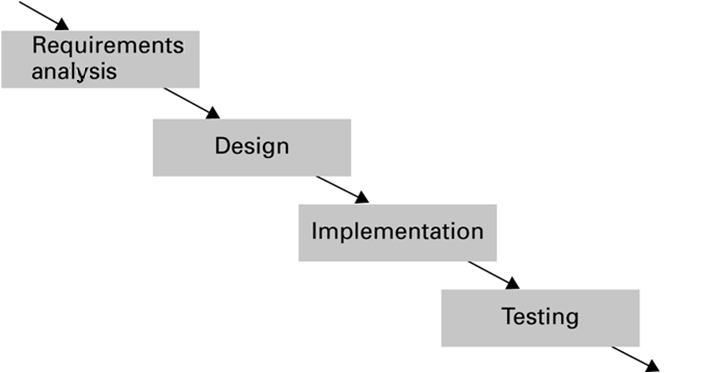 Requirements
analysis
Design
Implementation
Testing